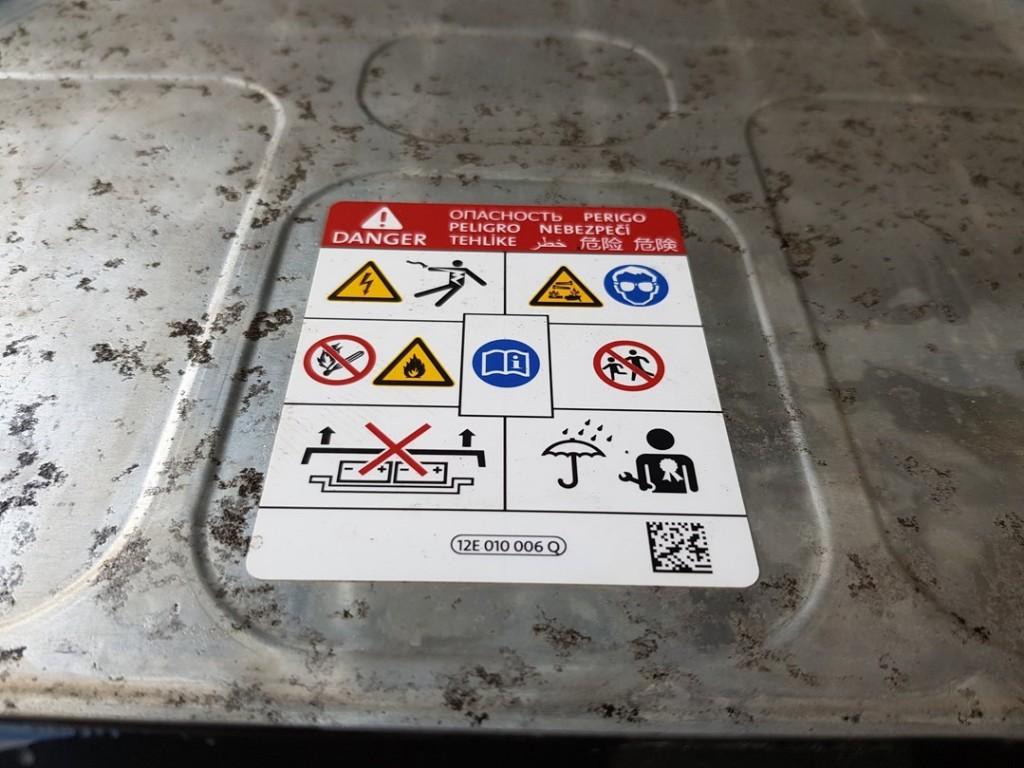 DANGER
ОПАСНОСТЬ PERIGO
PELIGRO NEBEZPEČÍ
TEHLİKE خطر 危险 危険
12E 010 006 Q